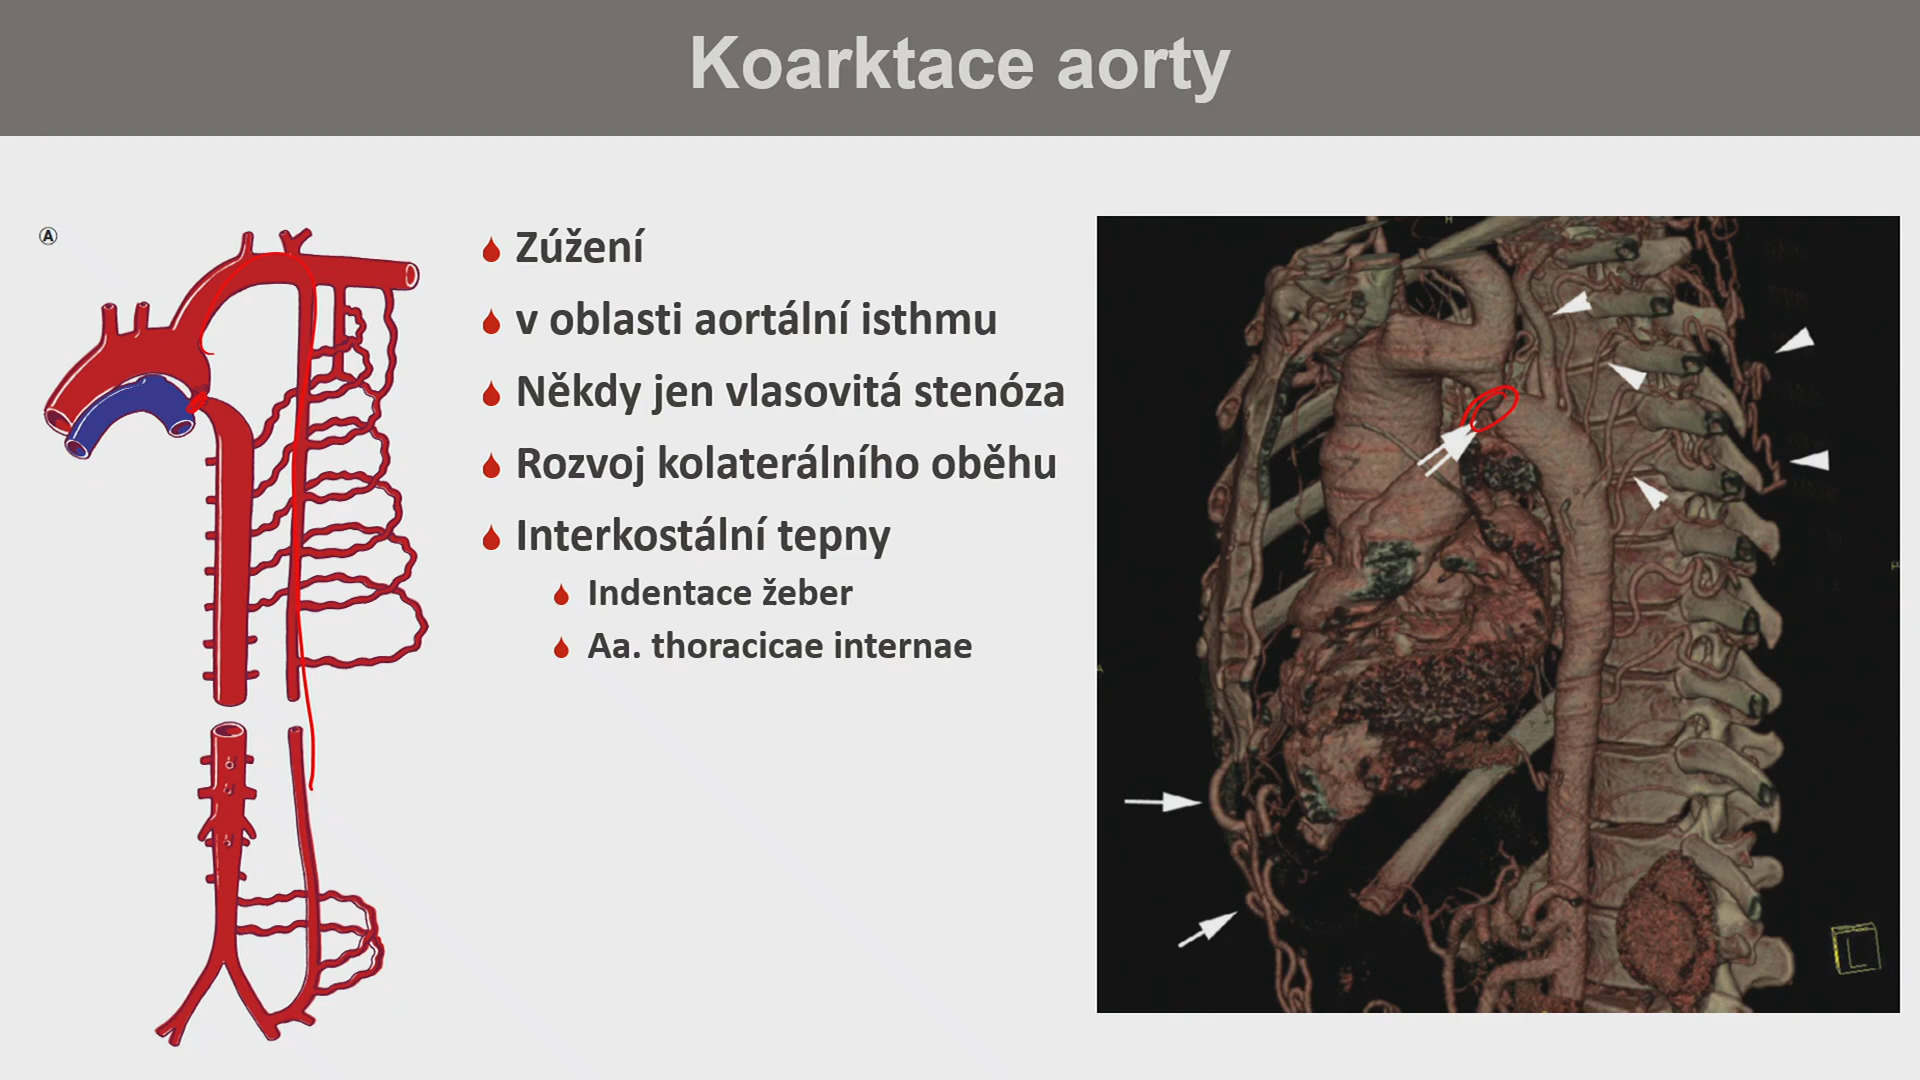 Koarktace aorty
A
Zúžení
v oblasti aortální isthmu
Někdy jen vlasovitá stenóza
Rozvoj kolaterálního oběhu
Interkostální tepny
Indentace žeber
Aa. thoracicae internae
H
A
L